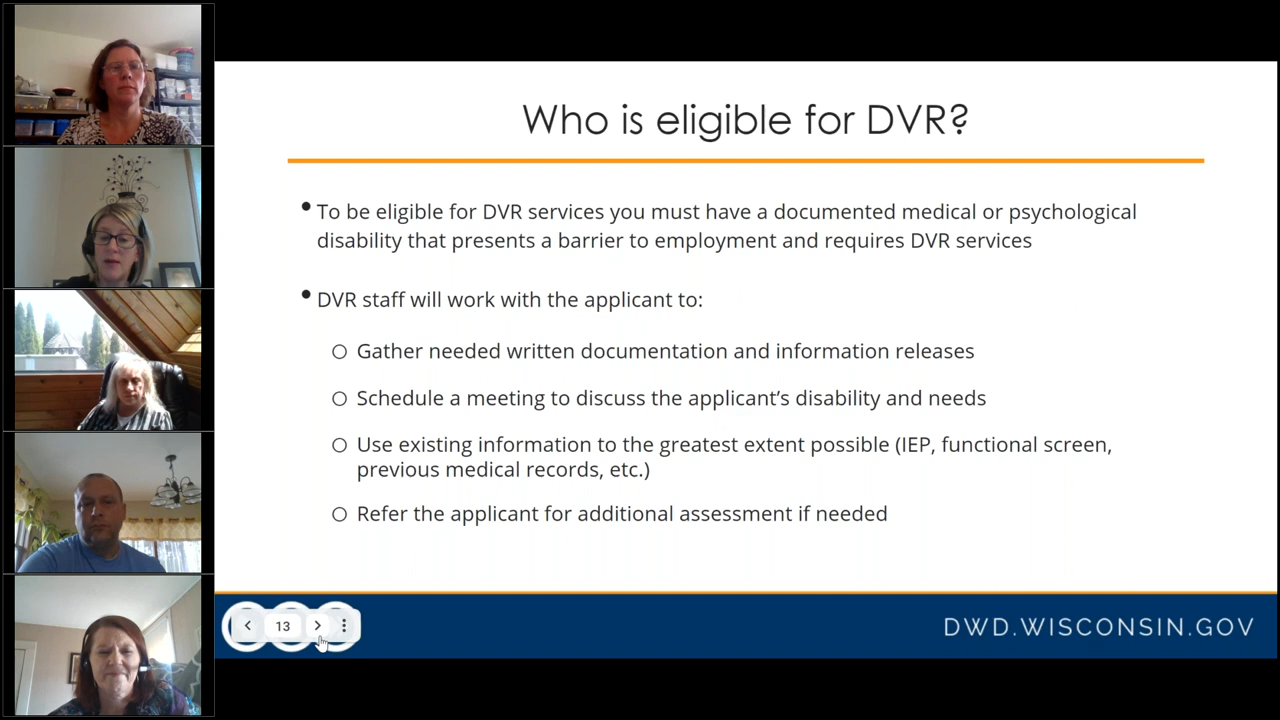 Who is eligible for DVR?
• To be eligible for DVR services you must have a documented medical or psychological
disability that presents a barrier to employment and requires DVR services
• DVR staff will work with the applicant to:
○ Gather needed written documentation and information releases
○ Schedule a meeting to discuss the applicant’s disability and needs
○ Use existing information to the greatest extent possible (IEP, functional screen,
previous medical records, etc.)
○ Refer the applicant for additional assessment if needed
13
DWD.WISCONSIN.GOV